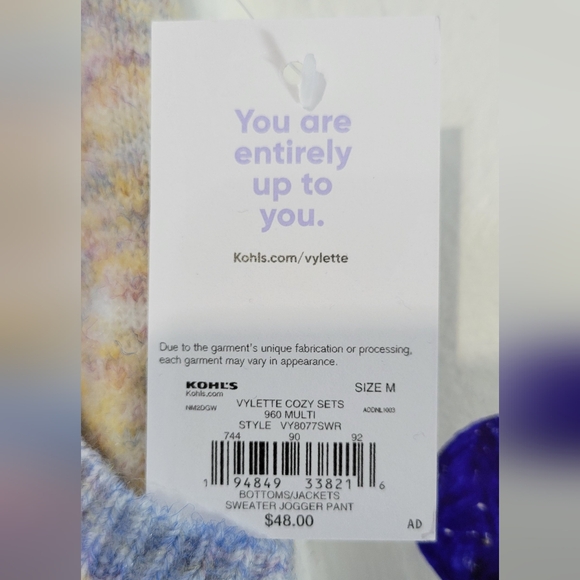 You are
entirely
up to
you.
Kohls.com/vylette
Due to the garment's unique fabrication or processing,
each garment may vary in appearance.
KOHL'S SIZE M
Kohls.com
VYLETTE COZY SETS
NM2DGW 960 MULTI ADDNL1003
STYLE VY8077SWR
744 90 92
1 94849 33821 6
BOTTOMS/JACKETS
SWEATER JOGGER PANT
$48.00
AD